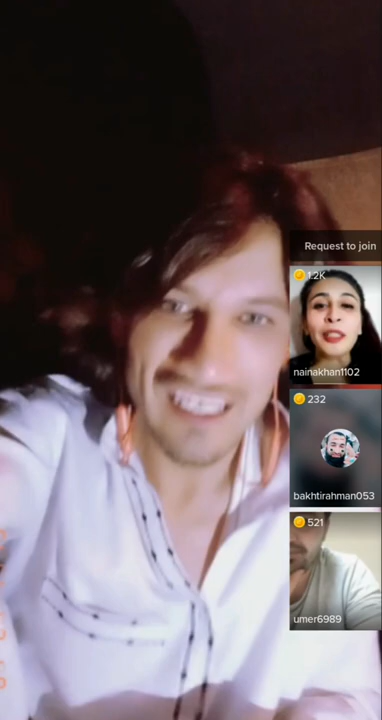 Request to join
1.2K
nainakhan1102
232
bakhtirahman053
521
umer6989